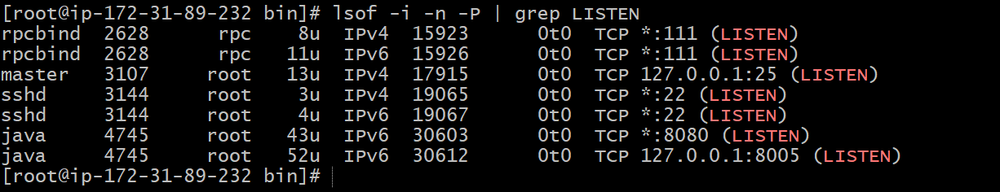 [root@ip-172-31-89-232 bin]# lsof -i -n -P | grep LISTEN
rpcbind  2628      rpc    8u  IPv4  15923      0t0  TCP *:111 (LISTEN)
rpcbind  2628      rpc   11u  IPv6  15926      0t0  TCP *:111 (LISTEN)
master   3107     root   13u  IPv4  17915      0t0  TCP 127.0.0.1:25 (LISTEN)
sshd     3144     root    3u  IPv4  19065      0t0  TCP *:22 (LISTEN)
sshd     3144     root    4u  IPv6  19067      0t0  TCP *:22 (LISTEN)
java     4745     root   43u  IPv6  30603      0t0  TCP *:8080 (LISTEN)
java     4745     root   52u  IPv6  30612      0t0  TCP 127.0.0.1:8005 (LISTEN)
[root@ip-172-31-89-232 bin]#